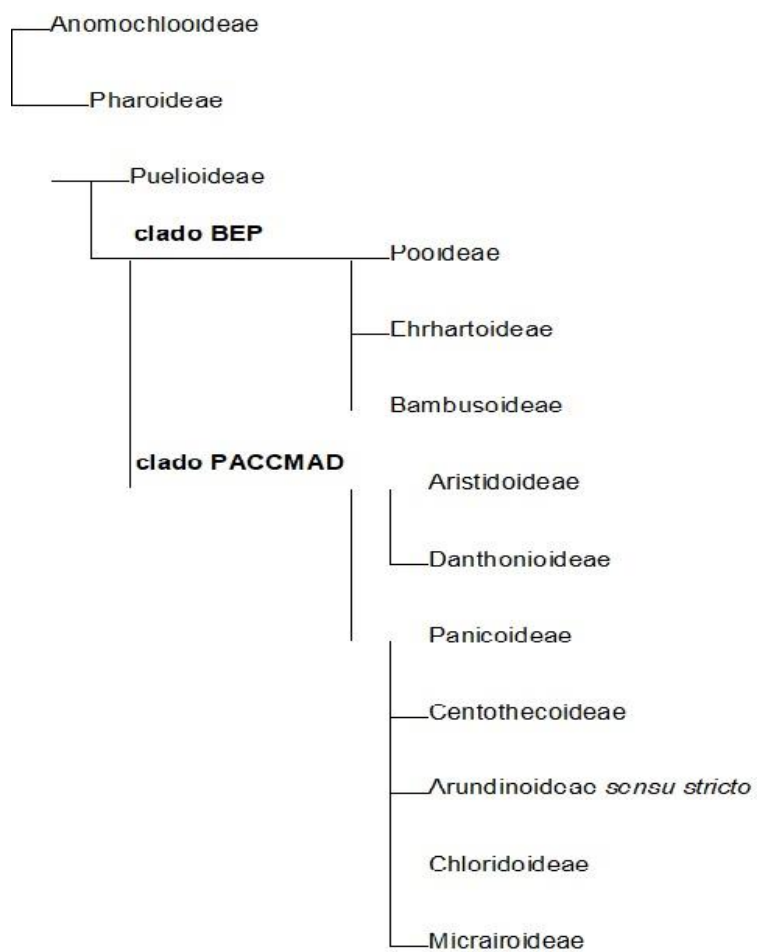 Anomochlooideae
Pharoideae
Puelioideae
clado BEP
Pooideae
Ehrhartoideae
Bambusoideae
clado PACCMAD
Aristidoideae
Danthonioideae
Panicoideae
Centothecoideae
Arundinoideae sensu stricto
Chloridoideae
Micrairoideae